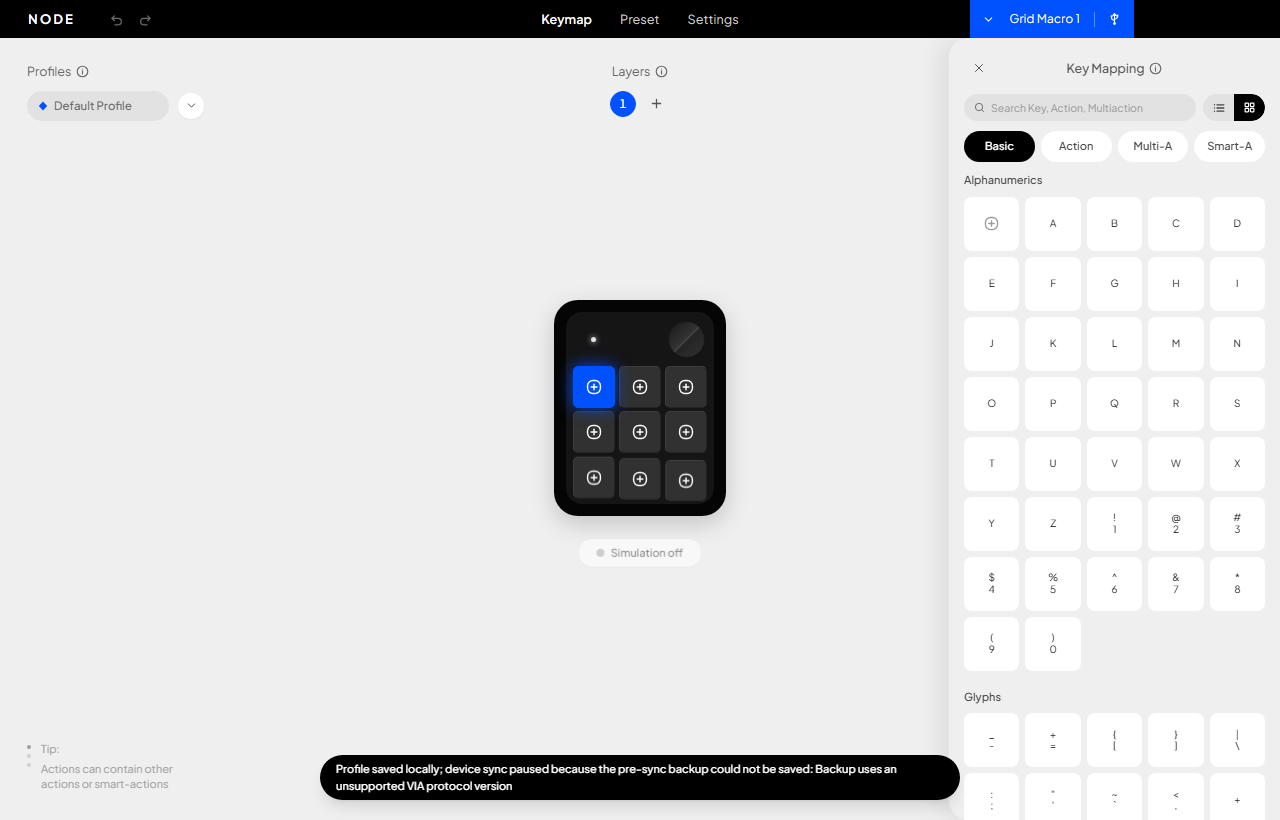 NODE
Keymap
Preset
Settings
Grid Macro 1
Profiles
Default Profile
Layers
1
+
Key Mapping
Search Key, Action, Multiaction
Basic
Action
Multi-A
Smart-A
Alphanumerics
A
B
C
D
E
F
G
H
I
J
K
L
M
N
O
P
Q
R
S
T
U
V
W
X
Y
Z
!
1
@
2
#
3
$
4
%
5
^
6
&
7
*
8
(
9
)
0
Glyphs
_
-
+
=
{
[
}
]
|
\
:
;
"
'
~
`
<
,
+
Simulation off
Tip:
Actions can contain other
actions or smart-actions
Profile saved locally; device sync paused because the pre-sync backup could not be saved: Backup uses an
unsupported VIA protocol version